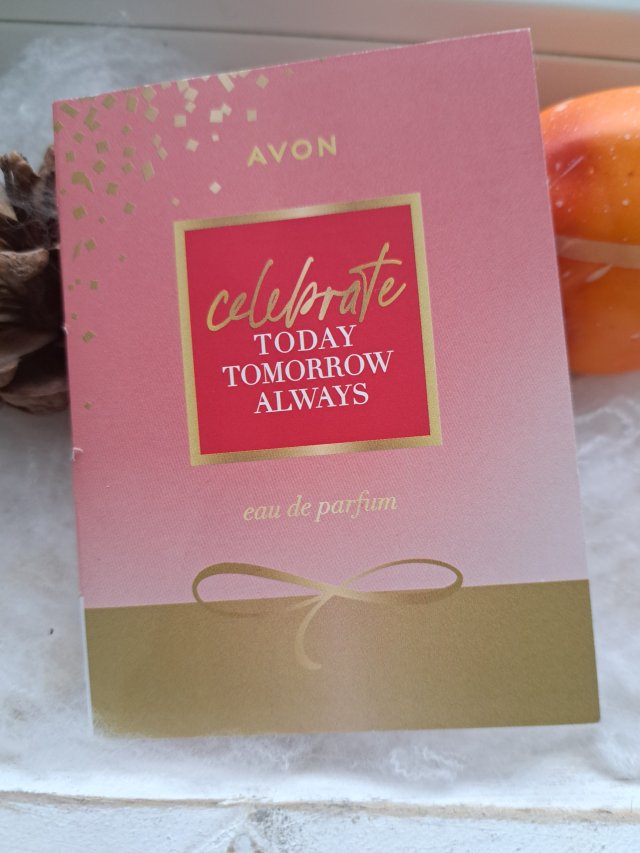 AVON
celebrate
TODAY
TOMORROW
ALWAYS
eau de parfum